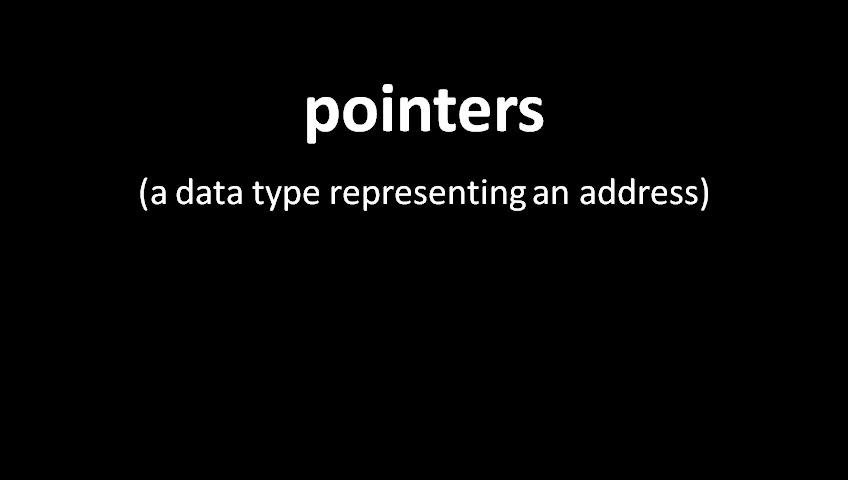 pointers
(a data type representing an address)